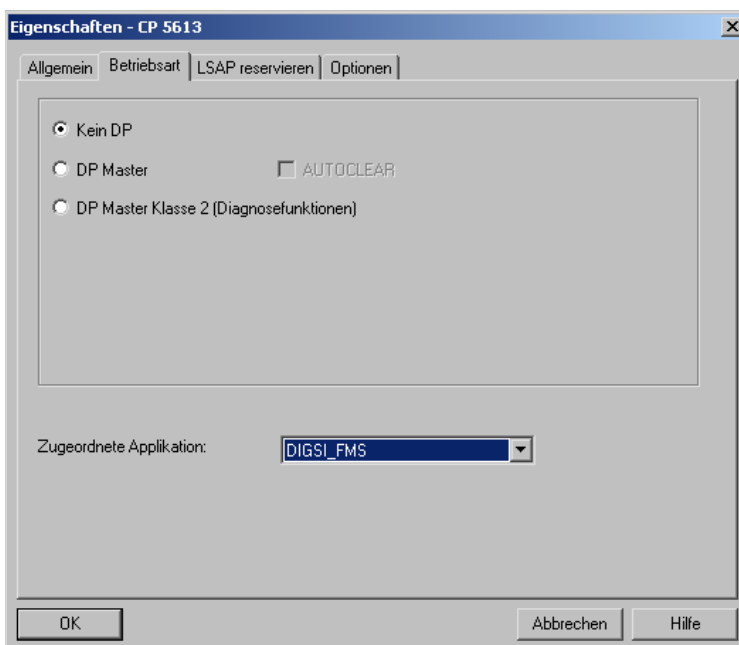 Eigenschaften - CP 5613
Allgemein Betriebsart LSAP reservieren Optionen
Kein DP
DP Master AUTOCLEAR
DP Master Klasse 2 (Diagnosefunktionen)
Zugeordnete Applikation: DIGSI_FMS
OK Abbrechen Hilfe